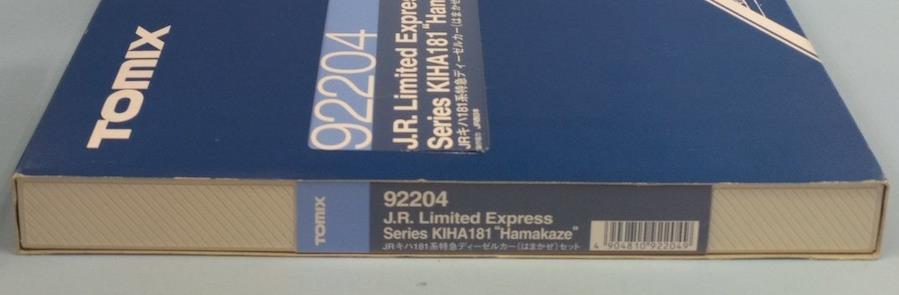 TOMIX
92204
J.R. Limited Expre
Series KIHA181 "Ham
JRキハ181系特急ディーゼルカー(はまかぜ)
TOMIX
92204
J.R. Limited Express
Series KIHA181 "Hamakaze"
JRキハ181系特急ディーゼルカー(はまかぜ)セット
4 904810 922049